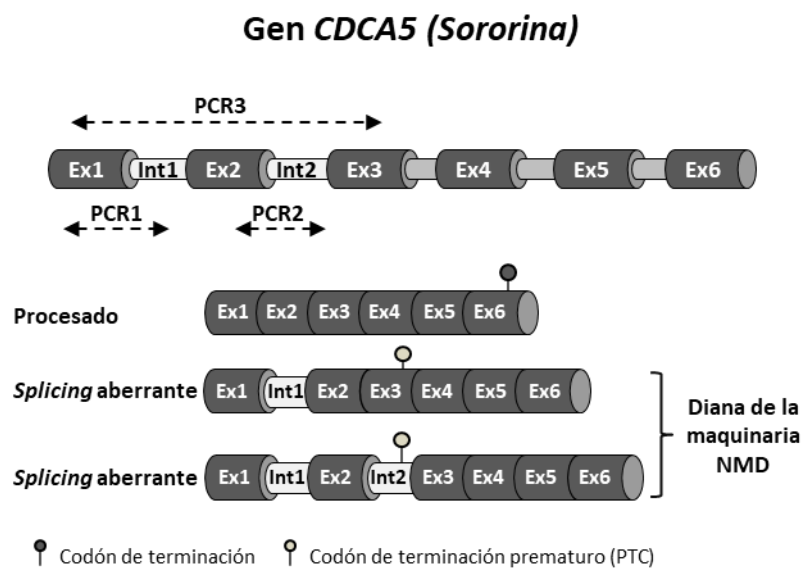 Gen CDCA5 (Sororina)
PCR3
Ex1 Int1 Ex2 Int2 Ex3 Ex4 Ex5 Ex6
PCR1 PCR2
Procesado Ex1 Ex2 Ex3 Ex4 Ex5 Ex6
Splicing aberrante Ex1 Int1 Ex2 Ex3 Ex4 Ex5 Ex6
Splicing aberrante Ex1 Int1 Ex2 Int2 Ex3 Ex4 Ex5 Ex6
Diana de la
maquinaria
NMD
Codón de terminación Codón de terminación prematuro (PTC)